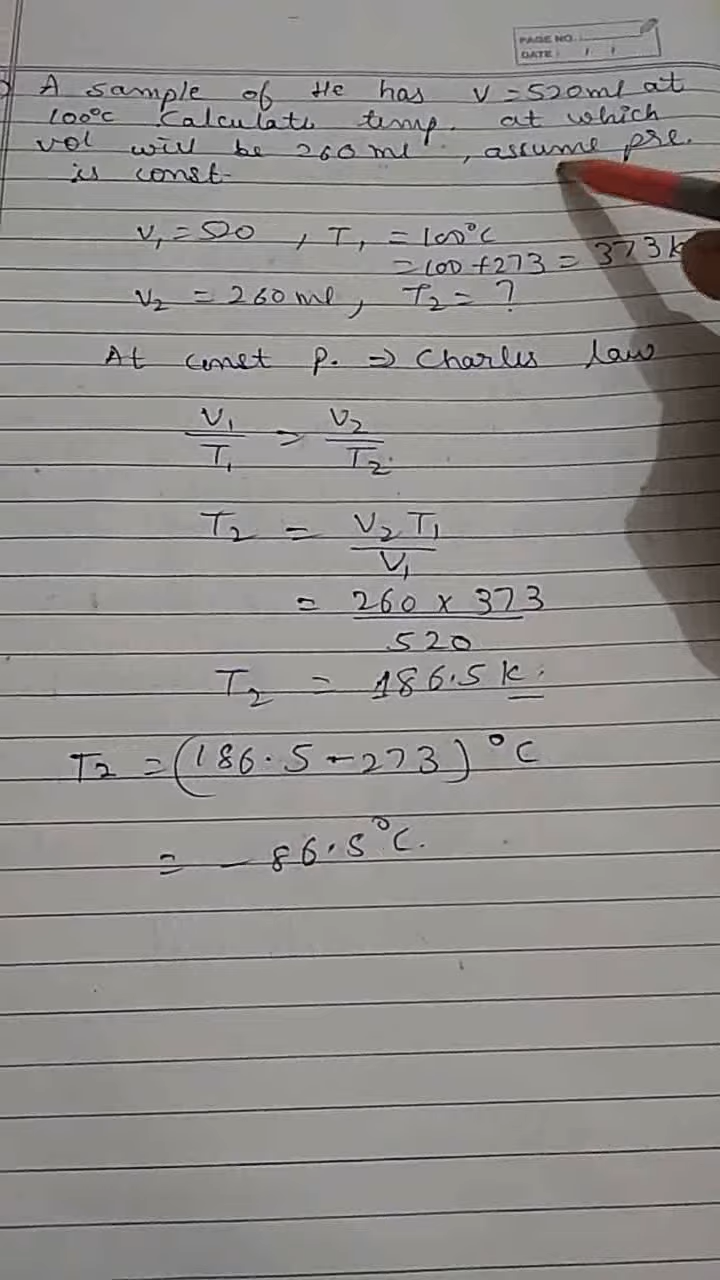 PAGE NO.
DATE: / /
A sample of He has V = 520ml at
100°c Calculate temp. at which
vol will be 260 ml, assume pre.
is const-
V₁ = 520 , T₁ = 100°C
= 100 + 273 = 373 k
V₂ = 260 ml, T₂ = ?
At const P. ⇒ Charles law
V₁/T₁ = V₂/T₂.
T₂ = V₂ T₁/V₁
= 260 x 373/520
T₂ = 186.5 k.
T₂ = (186.5 - 273) °C
= - 86.5°C.